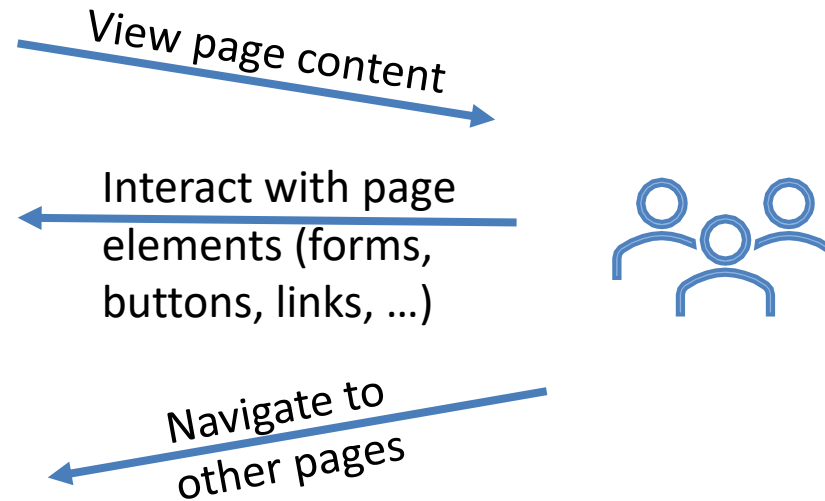 View page content
Interact with page
elements (forms,
buttons, links, …)
Navigate to
other pages